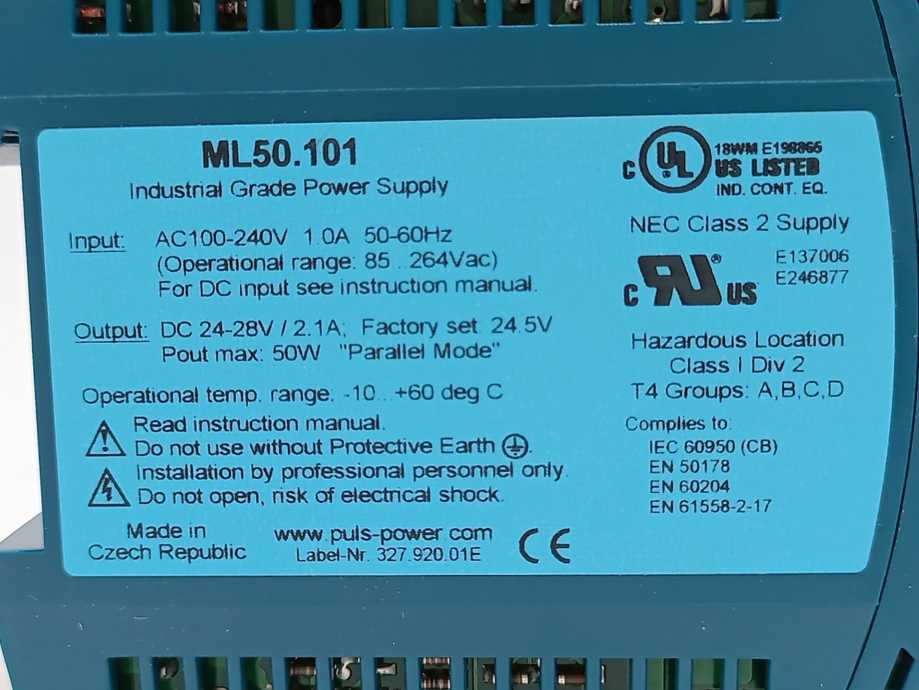 ML50.101
Industrial Grade Power Supply
Input: AC100-240V 1.0A 50-60Hz
(Operational range: 85...264Vac)
For DC input see instruction manual.
Output: DC 24-28V / 2.1A; Factory set 24.5V
Pout max: 50W "Parallel Mode"
Operational temp. range: -10...+60 deg C
Read instruction manual.
Do not use without Protective Earth .
Installation by professional personnel only.
Do not open, risk of electrical shock.
Made in
Czech Republic
www.puls-power.com
Label-Nr. 327.920.01E
CE
C UL ® 18WM E198865
US LISTED
IND. CONT. EQ.
NEC Class 2 Supply
C RU ® US
E137006
E246877
Hazardous Location
Class I Div 2
T4 Groups: A,B,C,D
Complies to:
IEC 60950 (CB)
EN 50178
EN 60204
EN 61558-2-17